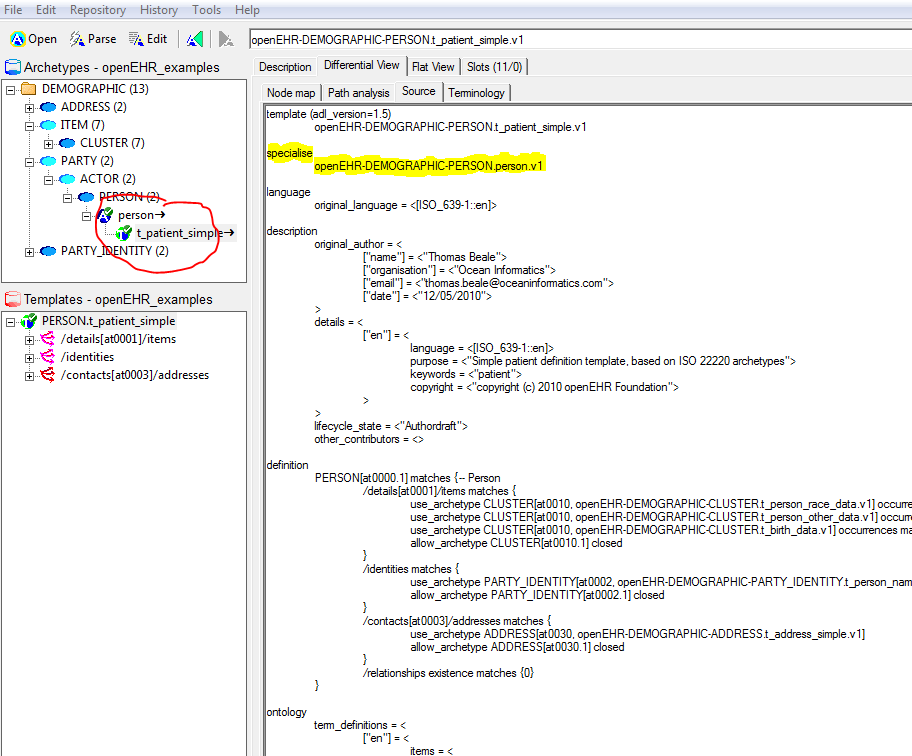 File Edit Repository History Tools Help
Open Parse Edit openEHR-DEMOGRAPHIC-PERSON.t_patient_simple.v1
Archetypes - openEHR_examples
DEMOGRAPHIC (13)
ADDRESS (2)
ITEM (7)
CLUSTER (7)
PARTY (2)
ACTOR (2)
PERSON (2)
person
t_patient_simple
PARTY_IDENTITY (2)
Templates - openEHR_examples
PERSON.t_patient_simple
/details[at0001]/items
/identities
/contacts[at0003]/addresses
Description Differential View Flat View Slots (11/0)
Node map Path analysis Source Terminology
template (adl_version=1.5)
openEHR-DEMOGRAPHIC-PERSON.t_patient_simple.v1
specialise
openEHR-DEMOGRAPHIC-PERSON.person.v1
language
original_language = <[ISO_639-1::en]>
description
original_author = <
["name"] = <"Thomas Beale">
["organisation"] = <"Ocean Informatics">
["email"] = <"thomas.beale@oceaninformatics.com">
["date"] = <"12/05/2010">
>
details = <
["en"] = <
language = <[ISO_639-1::en]>
purpose = <"Simple patient definition template, based on ISO 22220 archetypes">
keywords = <"patient">
copyright = <"copyright (c) 2010 openEHR Foundation">
>
>
lifecycle_state = <"Authordraft">
other_contributors = <>
definition
PERSON[at0000.1] matches {-- Person
/details[at0001]/items matches {
use_archetype CLUSTER[at0010, openEHR-DEMOGRAPHIC-CLUSTER.t_person_race_data.v1] occurre
use_archetype CLUSTER[at0010, openEHR-DEMOGRAPHIC-CLUSTER.t_person_other_data.v1] occurr
use_archetype CLUSTER[at0010, openEHR-DEMOGRAPHIC-CLUSTER.t_birth_data.v1] occurrences ma
allow_archetype CLUSTER[at0010.1] closed
}
/identities matches {
use_archetype PARTY_IDENTITY[at0002, openEHR-DEMOGRAPHIC-PARTY_IDENTITY.t_person_nam
allow_archetype PARTY_IDENTITY[at0002.1] closed
}
/contacts[at0003]/addresses matches {
use_archetype ADDRESS[at0030, openEHR-DEMOGRAPHIC-ADDRESS.t_address_simple.v1]
allow_archetype ADDRESS[at0030.1] closed
}
/relationships existence matches {0}
}
ontology
term_definitions = <
["en"] = <
items = <